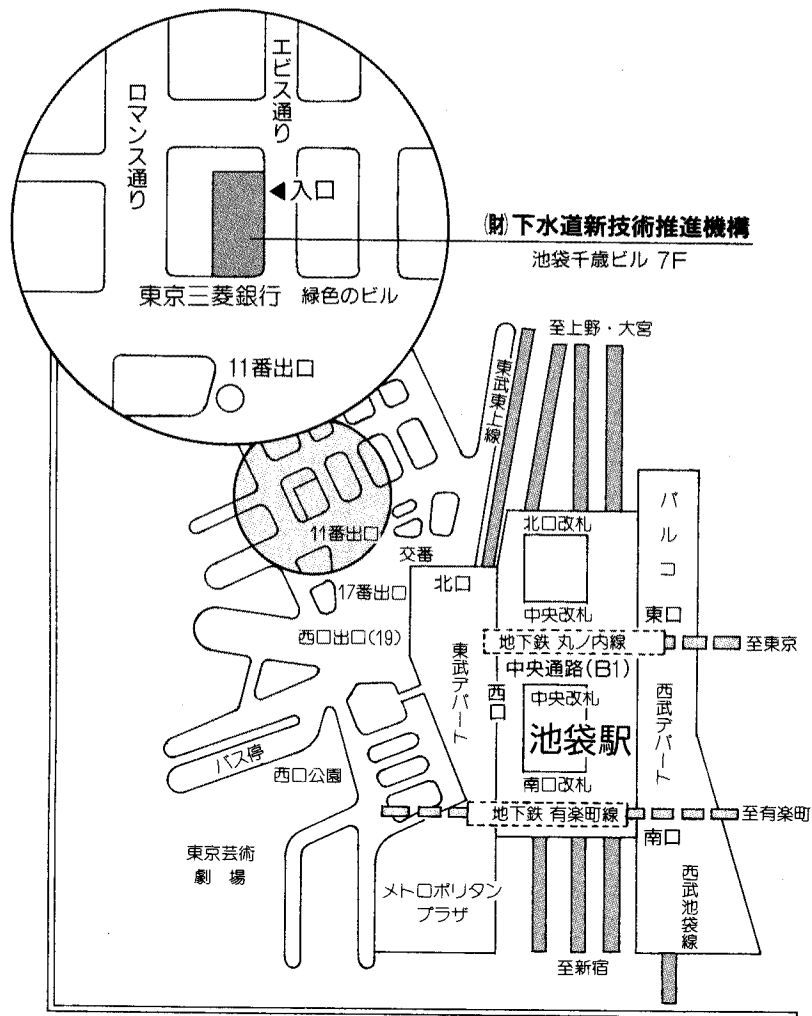 エビス通り
ロマンス通り
入口
(財)下水道新技術推進機構
池袋千歳ビル 7F
東京三菱銀行
緑色のビル
11番出口
至上野・大宮
東武東上線
11番出口
交番
北口改札
パルコ
17番出口
北口
中央改札
東口
西口出口(19)
地下鉄 丸ノ内線
至東京
東武デパート
中央通路(B1)
西口
中央改札
西武デパート
池袋駅
バス停
西口公園
南口改札
地下鉄 有楽町線
至有楽町
南口
東京芸術
劇場
メトロポリタン
プラザ
西武池袋線
至新宿